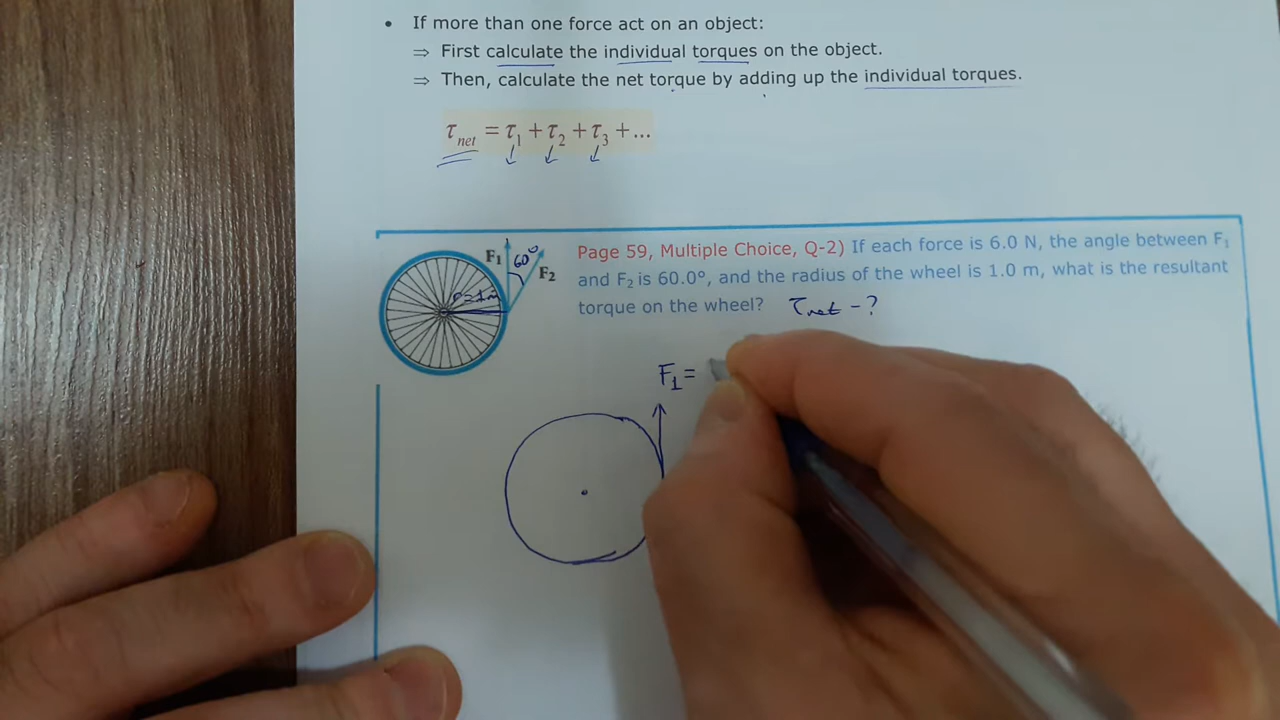 • If more than one force act on an object:
⇒ First calculate the individual torques on the object.
⇒ Then, calculate the net torque by adding up the individual torques.
τnet = τ1 + τ2 + τ3 + ...
F1 60° F2
r=1m
Page 59, Multiple Choice, Q-2) If each force is 6.0 N, the angle between F1
and F2 is 60.0°, and the radius of the wheel is 1.0 m, what is the resultant
torque on the wheel? τnet - ?
F1 =